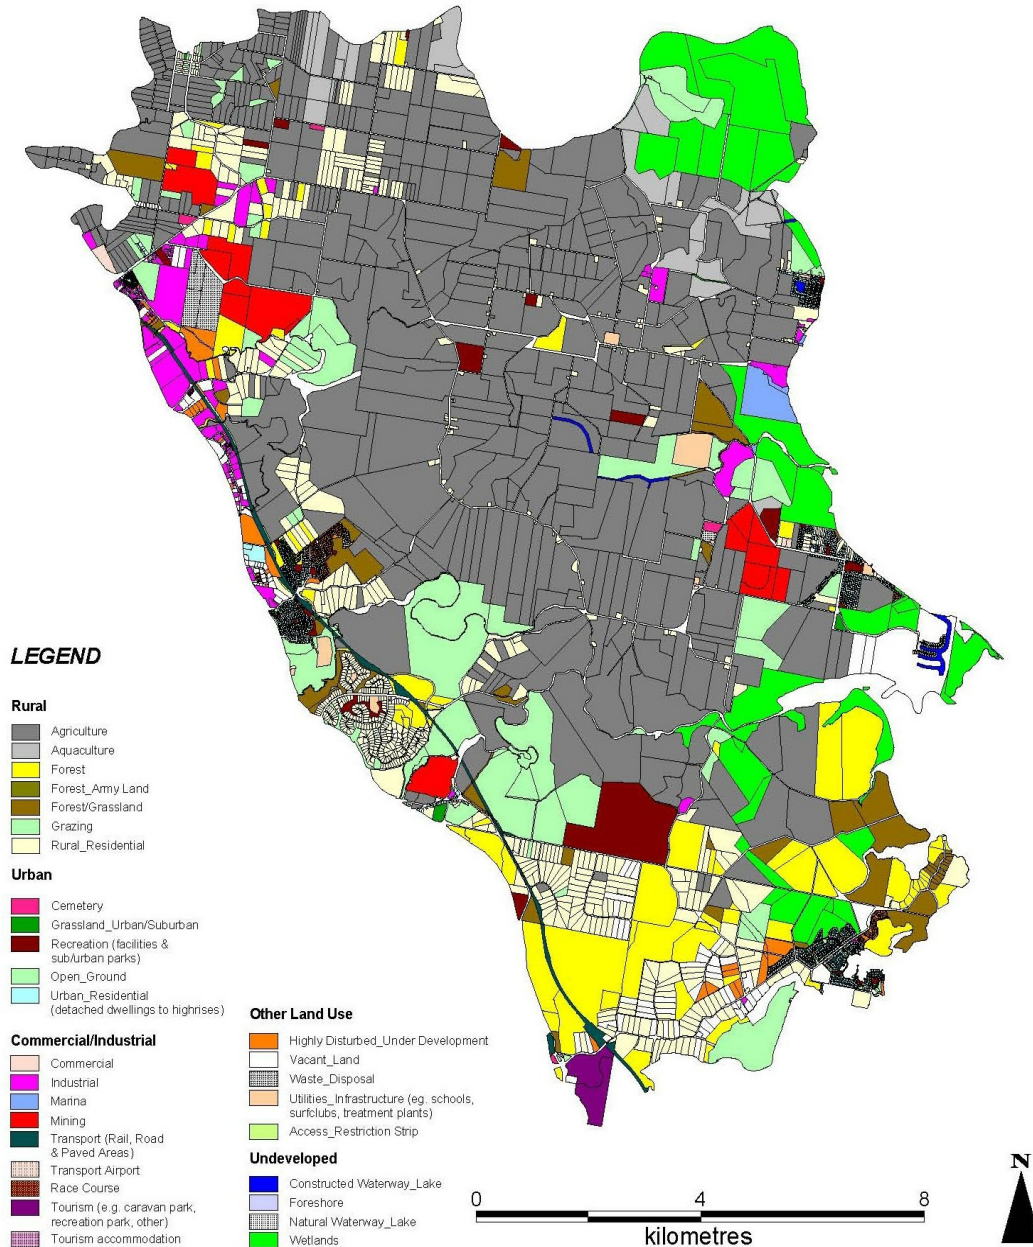 LEGEND
Rural
Agriculture
Aquaculture
Forest
Forest_Army Land
Forest/Grassland
Grazing
Rural_Residential
Urban
Cemetery
Grassland_Urban/Suburban
Recreation (facilities &
sub/urban parks)
Open_Ground
Urban_Residential
(detached dwellings to highrises)
Commercial/Industrial
Commercial
Industrial
Marina
Mining
Transport (Rail, Road
& Paved Areas)
Transport Airport
Race Course
Tourism (e.g. caravan park,
recreation park, other)
Tourism accommodation
Other Land Use
Highly Disturbed_Under Development
Vacant_Land
Waste_Disposal
Utilities_Infrastructure (eg. schools,
surfclubs, treatment plants)
Access_Restriction Strip
Undeveloped
Constructed Waterway_Lake
Foreshore
Natural Waterway_Lake
Wetlands
0 4 8
kilometres
N